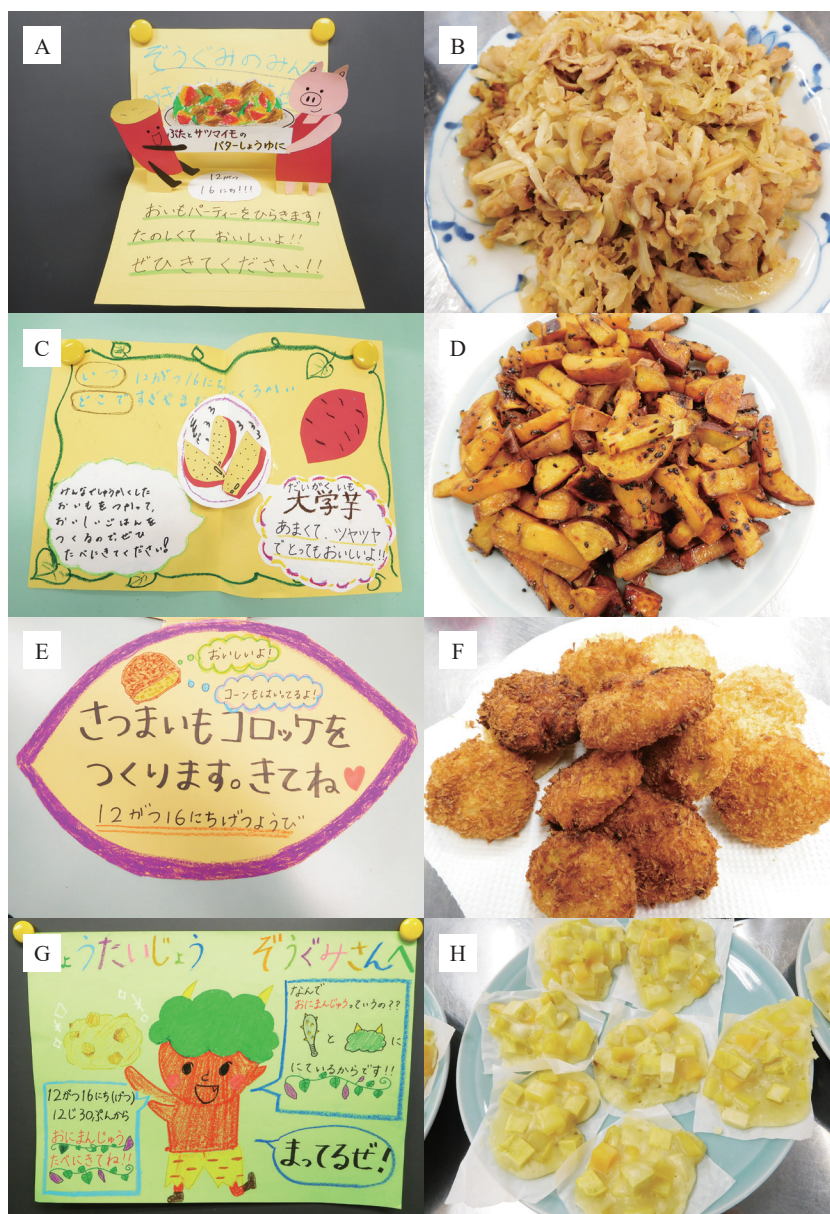 A
ぞうぐみのみんな
ぶたとサツマイモの
バターしょうゆに
12がつ
16にち!!!
おいもパーティーをひらきます!
たのしくて おいしいよ!!
ぜひきてください!!
B
C
いつ 12がつ16にち
どこで すぎやま
みんなでしゅうかくした
おいもをつかって、
おいしいごはんを
つくるのでぜひ
たべにきてください!
だいがくいも
大学芋
あまくて、ツヤツヤ
でとってもおいしいよ!!
D
E
おいしいよ!
コーンもはいってるよ!
さつまいもコロッケを
つくります。きてね♥
12がつ16にちげつようび
F
G
ょうたいじょう ぞうぐみさんへ
なんで
おにまんじゅうっていうの??
と に
にているからです!!
12がつ16にち(げつ)
12じ30ぷんから
おにまんじゅう
たべにきてね!!
まってるぜ!
H